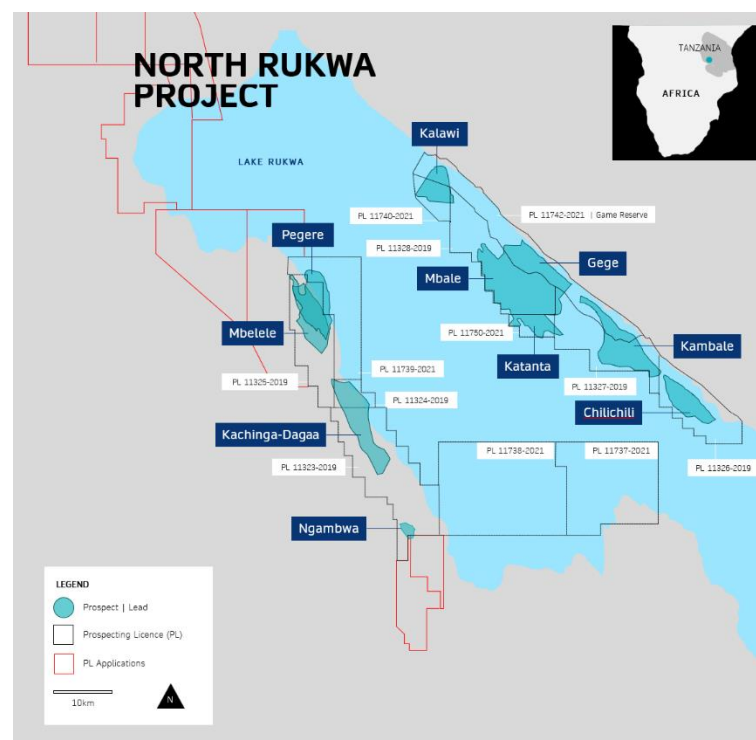 NORTH RUKWA
PROJECT
TANZANIA
AFRICA
LAKE RUKWA
Kalawi
PL 11740-2021
PL 11742-2021 | Game Reserve
PL 11328-2019
Pegere
Gege
Mbale
Mbelele
PL 11750-2021
Kambale
Katanta
PL 11739-2021
PL 11325-2019
PL 11327-2019
PL 11324-2019
Chilichili
Kachinga-Dagaa
PL 11738-2021
PL 11737-2021
PL 11326-2019
PL 11323-2019
Ngambwa
LEGEND
Prospect | Lead
Prospecting Licence (PL)
PL Applications
10km
N